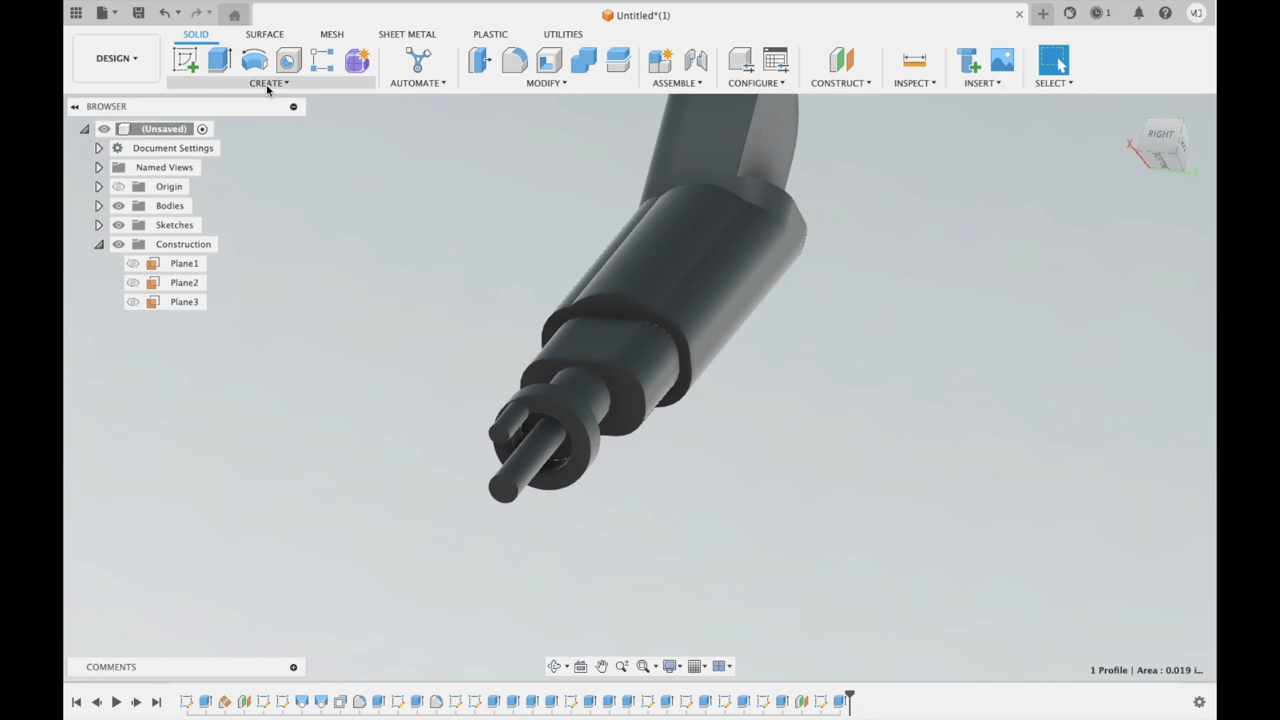 Untitled*(1)
1
MJ
DESIGN
SOLID
SURFACE
MESH
SHEET METAL
PLASTIC
UTILITIES
CREATE
AUTOMATE
MODIFY
ASSEMBLE
CONFIGURE
CONSTRUCT
INSPECT
INSERT
SELECT
BROWSER
(Unsaved)
Document Settings
Named Views
Origin
Bodies
Sketches
Construction
Plane1
Plane2
Plane3
RIGHT
X
COMMENTS
1 Profile | Area : 0.019 i...